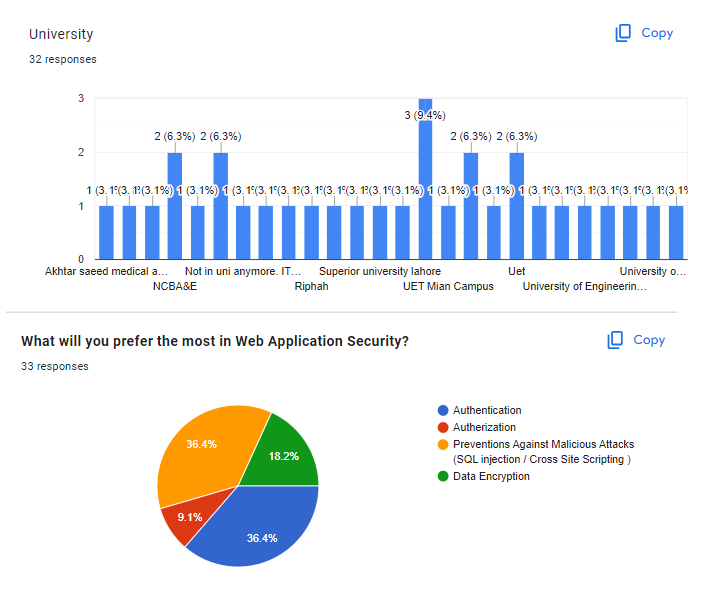 University
Copy
32 responses
3
3 (9.4%)
2 (6.3%) 2 (6.3%) 2 (6.3%) 2 (6.3%)
2
1 (3.1%) 1 (3.1%) 1 (3.1%) 1 (3.1%)
1
0
Akhtar saeed medical a… Not in uni anymore. IT… Superior university lahore Uet University o…
NCBA&E Riphah UET Mian Campus University of Engineerin…
What will you prefer the most in Web Application Security?
Copy
33 responses
Authentication
Autherization
Preventions Against Malicious Attacks
(SQL injection / Cross Site Scripting )
Data Encryption
36.4%
18.2%
9.1%
36.4%